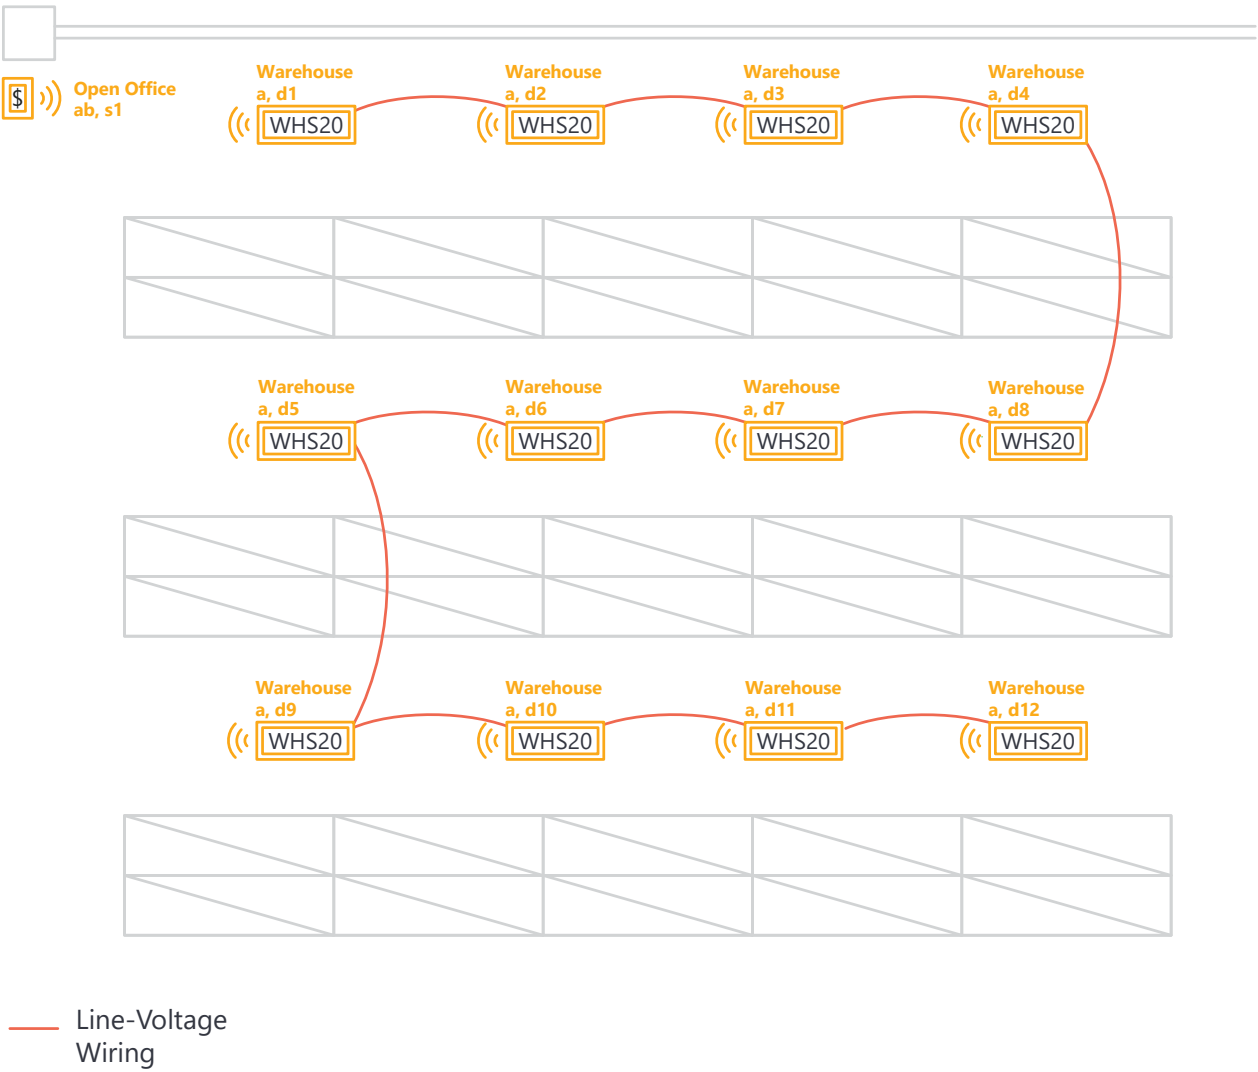 $
Open Office
ab, s1
Warehouse
a, d1
WHS20
Warehouse
a, d2
WHS20
Warehouse
a, d3
WHS20
Warehouse
a, d4
WHS20
Warehouse
a, d5
WHS20
Warehouse
a, d6
WHS20
Warehouse
a, d7
WHS20
Warehouse
a, d8
WHS20
Warehouse
a, d9
WHS20
Warehouse
a, d10
WHS20
Warehouse
a, d11
WHS20
Warehouse
a, d12
WHS20
Line-Voltage
Wiring